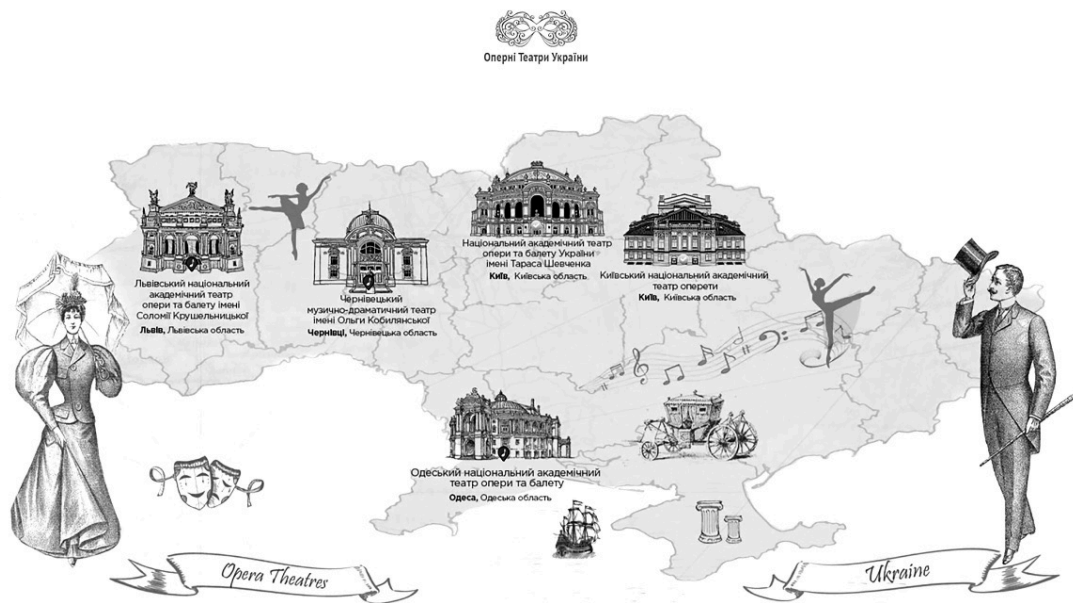 Оперні Театри України
Львівський національний
академічний театр
опери та балету імені
Соломії Крушельницької
Львів, Львівська область
Чернівецький
музично-драматичний театр
імені Ольги Кобилянської
Чернівці, Чернівецька область
Національний академічний театр
опери та балету України
імені Тараса Шевченка
Київ, Київська область
Київський національний академічний
театр оперети
Київ, Київська область
Одеський національний академічний
театр опери та балету
Одеса, Одеська область
Opera Theatres
Ukraine